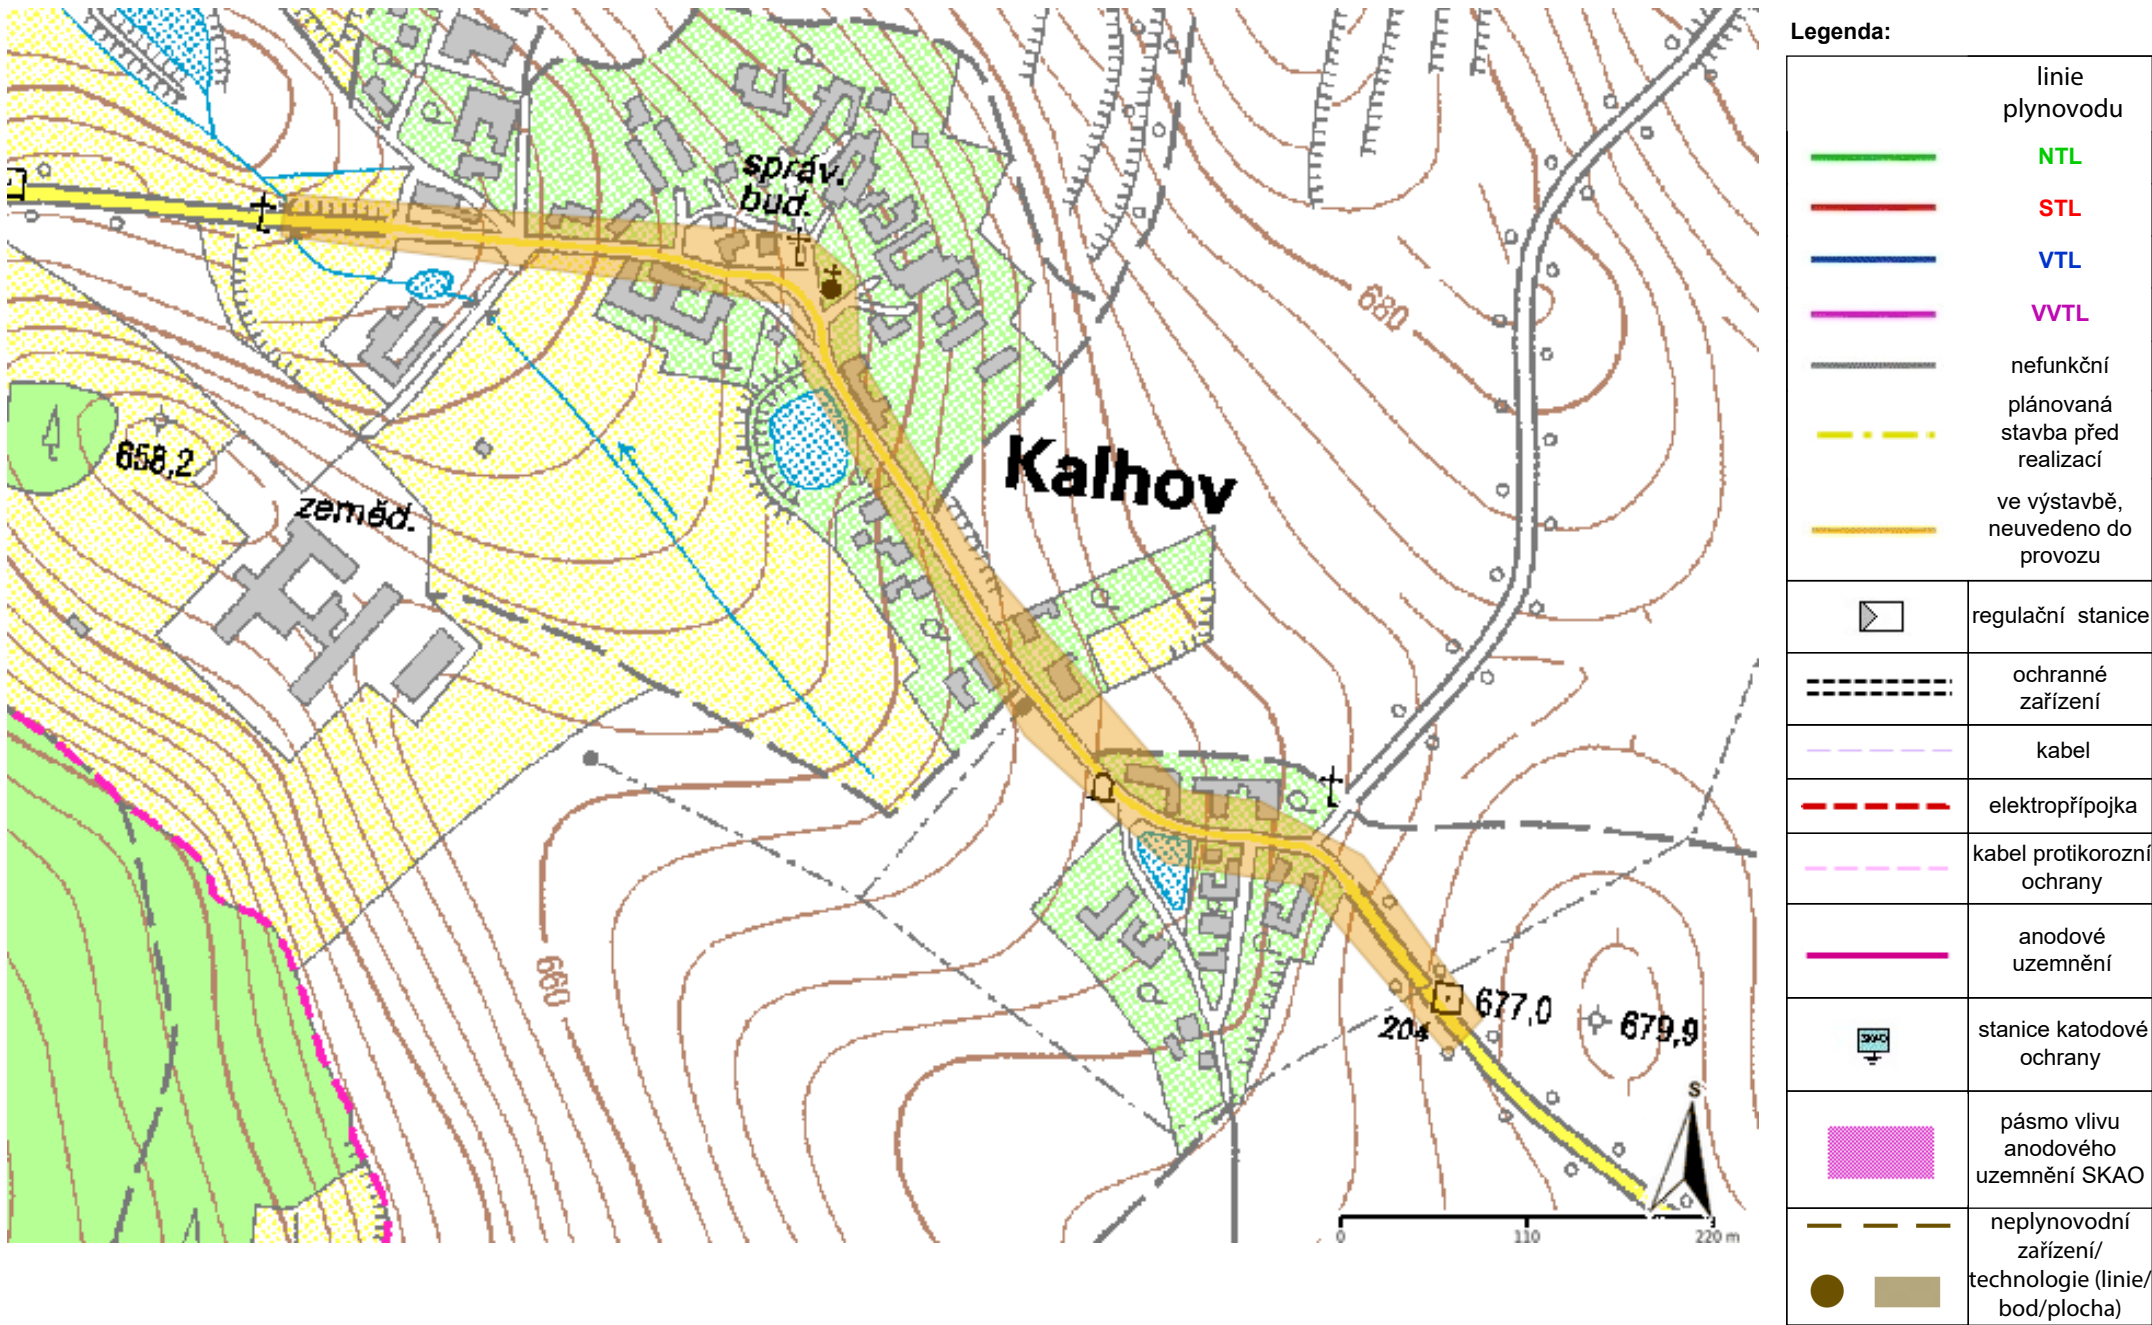 správ.
bud.
680
658,2
zeměd.
Kalhov
660
677,0
204
679,9
S
0
110
220 m
Legenda:
linie
plynovodu
NTL
STL
VTL
VVTL
nefunkční
plánovaná
stavba před
realizací
ve výstavbě,
neuvedeno do
provozu
regulační stanice
ochranné
zařízení
kabel
elektropřípojka
kabel protikorozní
ochrany
anodové
uzemnění
SKAO
stanice katodové
ochrany
pásmo vlivu
anodového
uzemnění SKAO
neplynovodní
zařízení/
technologie (linie/
bod/plocha)